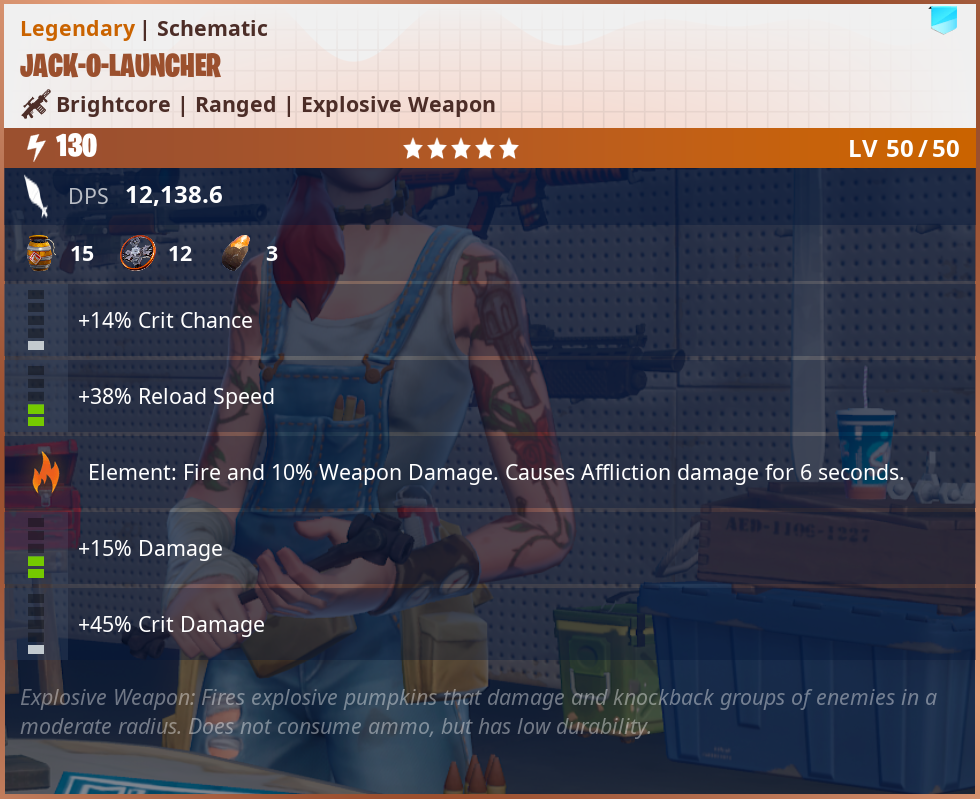 Legendary | Schematic
JACK-O-LAUNCHER
Brightcore | Ranged | Explosive Weapon
130
LV 50/50
DPS 12,138.6
15 12 3
+14% Crit Chance
+38% Reload Speed
Element: Fire and 10% Weapon Damage. Causes Affliction damage for 6 seconds.
AED-1106-1327
+15% Damage
+45% Crit Damage
Explosive Weapon: Fires explosive pumpkins that damage and knockback groups of enemies in a
moderate radius. Does not consume ammo, but has low durability.